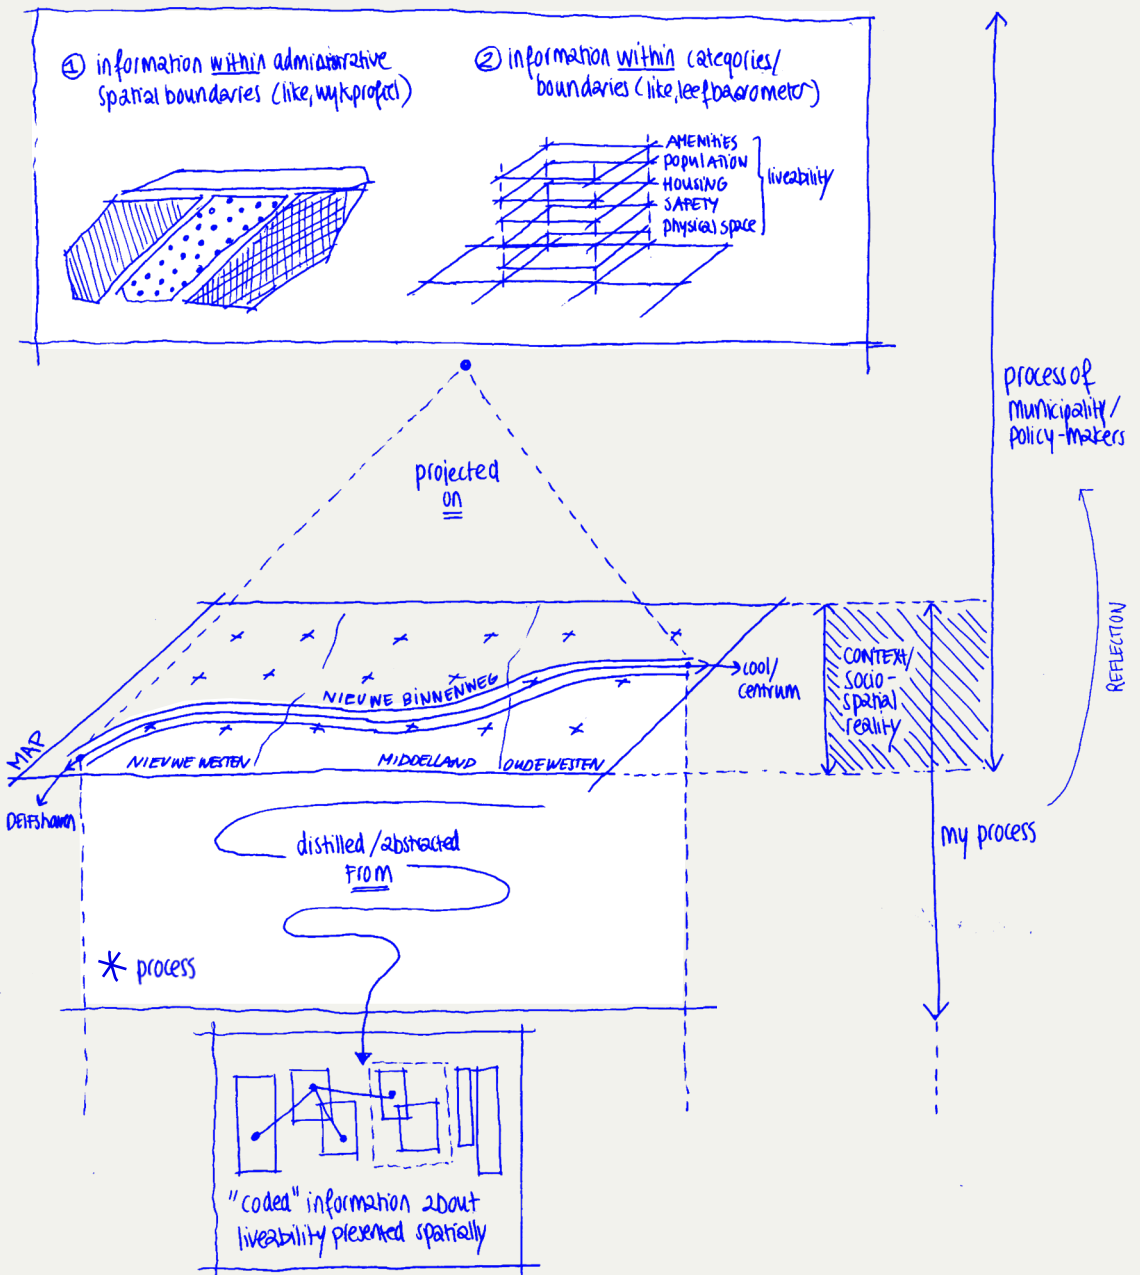 ① information within administrative
spatial boundaries (like, wijkprofiel)
② information within categories/
boundaries (like, leefbaarometer)
AMENITIES
POPULATION
HOUSING
SAFETY
physical space
liveability
process of
municipality/
policy-makers
projected
on
REFLECTION
cool/
centrum
CONTEXT/
socio-
spatial
reality
NIEUWE BINNENWEG
MAP
NIEUWE WESTEN
MIDDELLAND
OUDE WESTEN
Delfshaven
distilled/abstracted
FROM
my process
* process
"coded" information about
liveability presented spatially